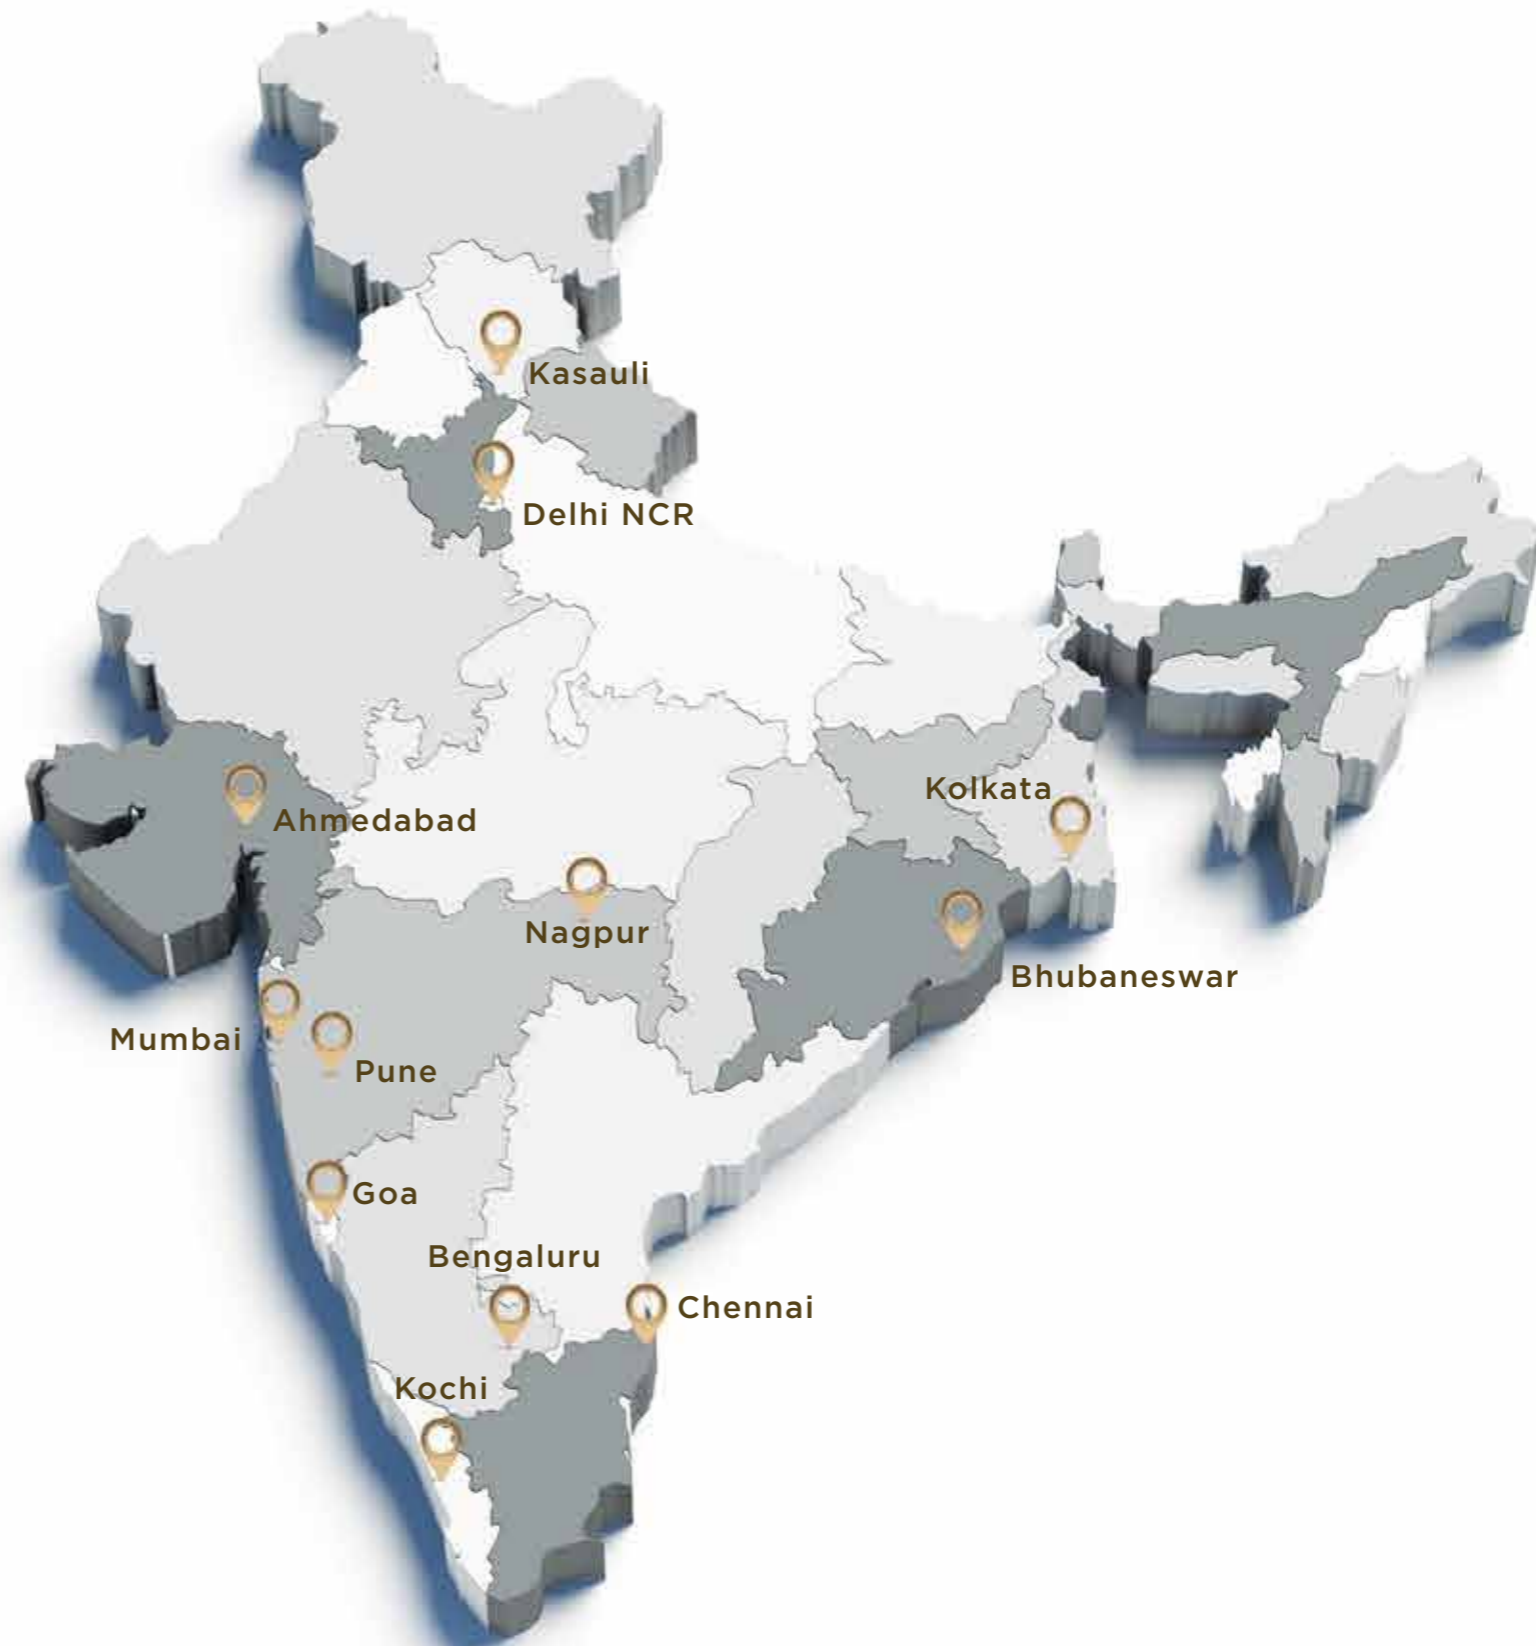 Kasauli
Delhi NCR
Kolkata
Ahmedabad
Nagpur
Bhubaneswar
Mumbai
Pune
Goa
Bengaluru
Chennai
Kochi